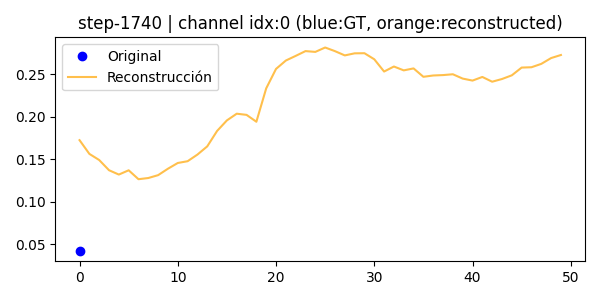 step-1740 | channel idx:0 (blue:GT, orange:reconstructed)
Original
Reconstrucción
0.25
0.20
0.15
0.10
0.05
0 10 20 30 40 50